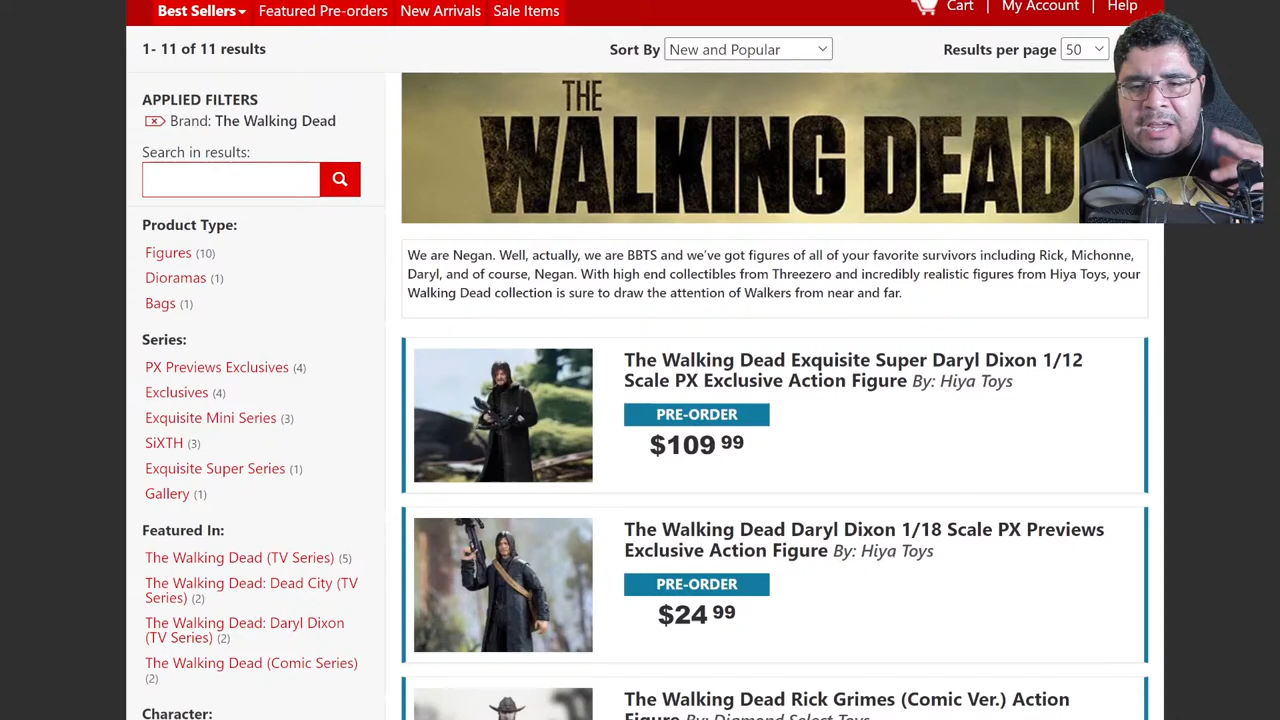 Best Sellers Featured Pre-orders New Arrivals Sale Items
Cart | My Account | Help
1- 11 of 11 results
Sort By New and Popular
Results per page 50
APPLIED FILTERS
Brand: The Walking Dead
Search in results:
Product Type:
Figures (10)
Dioramas (1)
Bags (1)
Series:
PX Previews Exclusives (4)
Exclusives (4)
Exquisite Mini Series (3)
SiXTH (3)
Exquisite Super Series (1)
Gallery (1)
Featured In:
The Walking Dead (TV Series) (5)
The Walking Dead: Dead City (TV
Series) (2)
The Walking Dead: Daryl Dixon
(TV Series) (2)
The Walking Dead (Comic Series)
(2)
Character:
THE
WALKING DEAD
We are Negan. Well, actually, we are BBTS and we've got figures of all of your favorite survivors including Rick, Michonne,
Daryl, and of course, Negan. With high end collectibles from Threezero and incredibly realistic figures from Hiya Toys, your
Walking Dead collection is sure to draw the attention of Walkers from near and far.
The Walking Dead Exquisite Super Daryl Dixon 1/12
Scale PX Exclusive Action Figure By: Hiya Toys
PRE-ORDER
$109 99
The Walking Dead Daryl Dixon 1/18 Scale PX Previews
Exclusive Action Figure By: Hiya Toys
PRE-ORDER
$24 99
The Walking Dead Rick Grimes (Comic Ver.) Action
Figure By: Diamond Select Toys